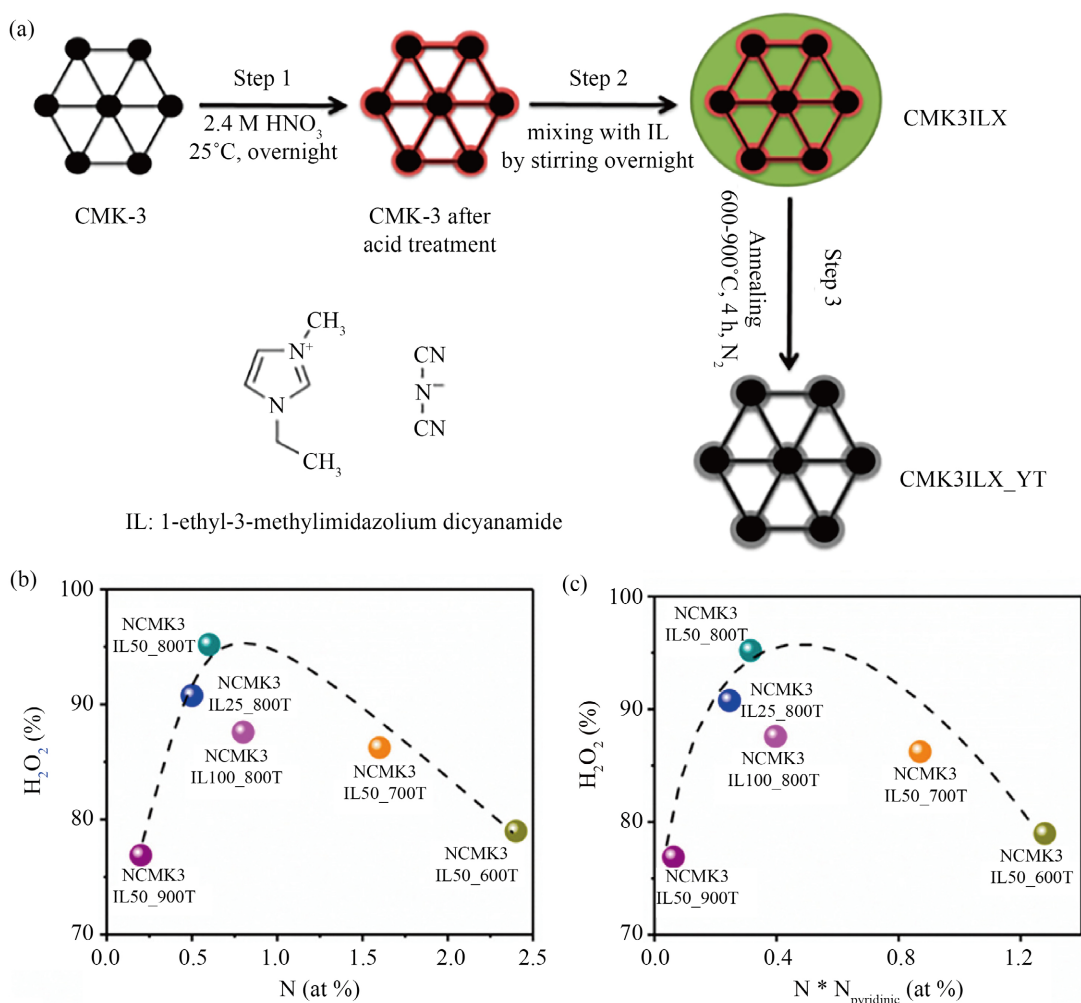 (a)
Step 1
2.4 M HNO₃
25°C, overnight
CMK-3
CMK-3 after
acid treatment
Step 2
mixing with IL
by stirring overnight
CMK3ILX
Annealing
600-900°C, 4 h, N₂
Step 3
CMK3ILX_YT
CH₃
N⁺
N
CH₃
CN
N
CN
IL: 1-ethyl-3-methylimidazolium dicyanamide
(b)
100
90
80
70
H₂O₂ (%)
NCMK3
IL50_800T
NCMK3
IL25_800T
NCMK3
IL100_800T
NCMK3
IL50_700T
NCMK3
IL50_900T
NCMK3
IL50_600T
0.0 0.5 1.0 1.5 2.0 2.5
N (at %)
(c)
100
90
80
70
H₂O₂ (%)
NCMK3
IL50_800T
NCMK3
IL25_800T
NCMK3
IL100_800T
NCMK3
IL50_700T
NCMK3
IL50_900T
NCMK3
IL50_600T
0.0 0.4 0.8 1.2
N * N_pyridinic (at %)